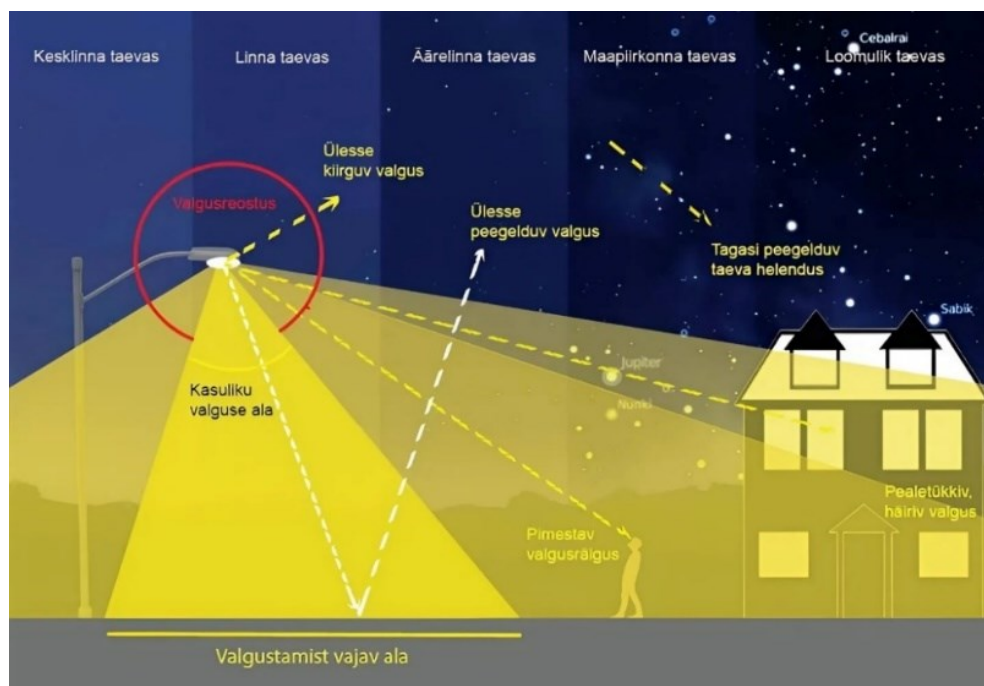 Kesklinna taevas
Linna taevas
Äärelinna taevas
Maapiirkonna taevas
Loomulik taevas
Cebalrai
Ülesse
kiirguv valgus
Valgusreostus
Ülesse
peegelduv valgus
Tagasi peegelduv
taeva helendus
Sabik
Jupiter
Nunki
Kasuliku
valguse ala
Pimestav
valgusräigus
Pealetükkiv,
häiriv valgus
Valgustamist vajav ala